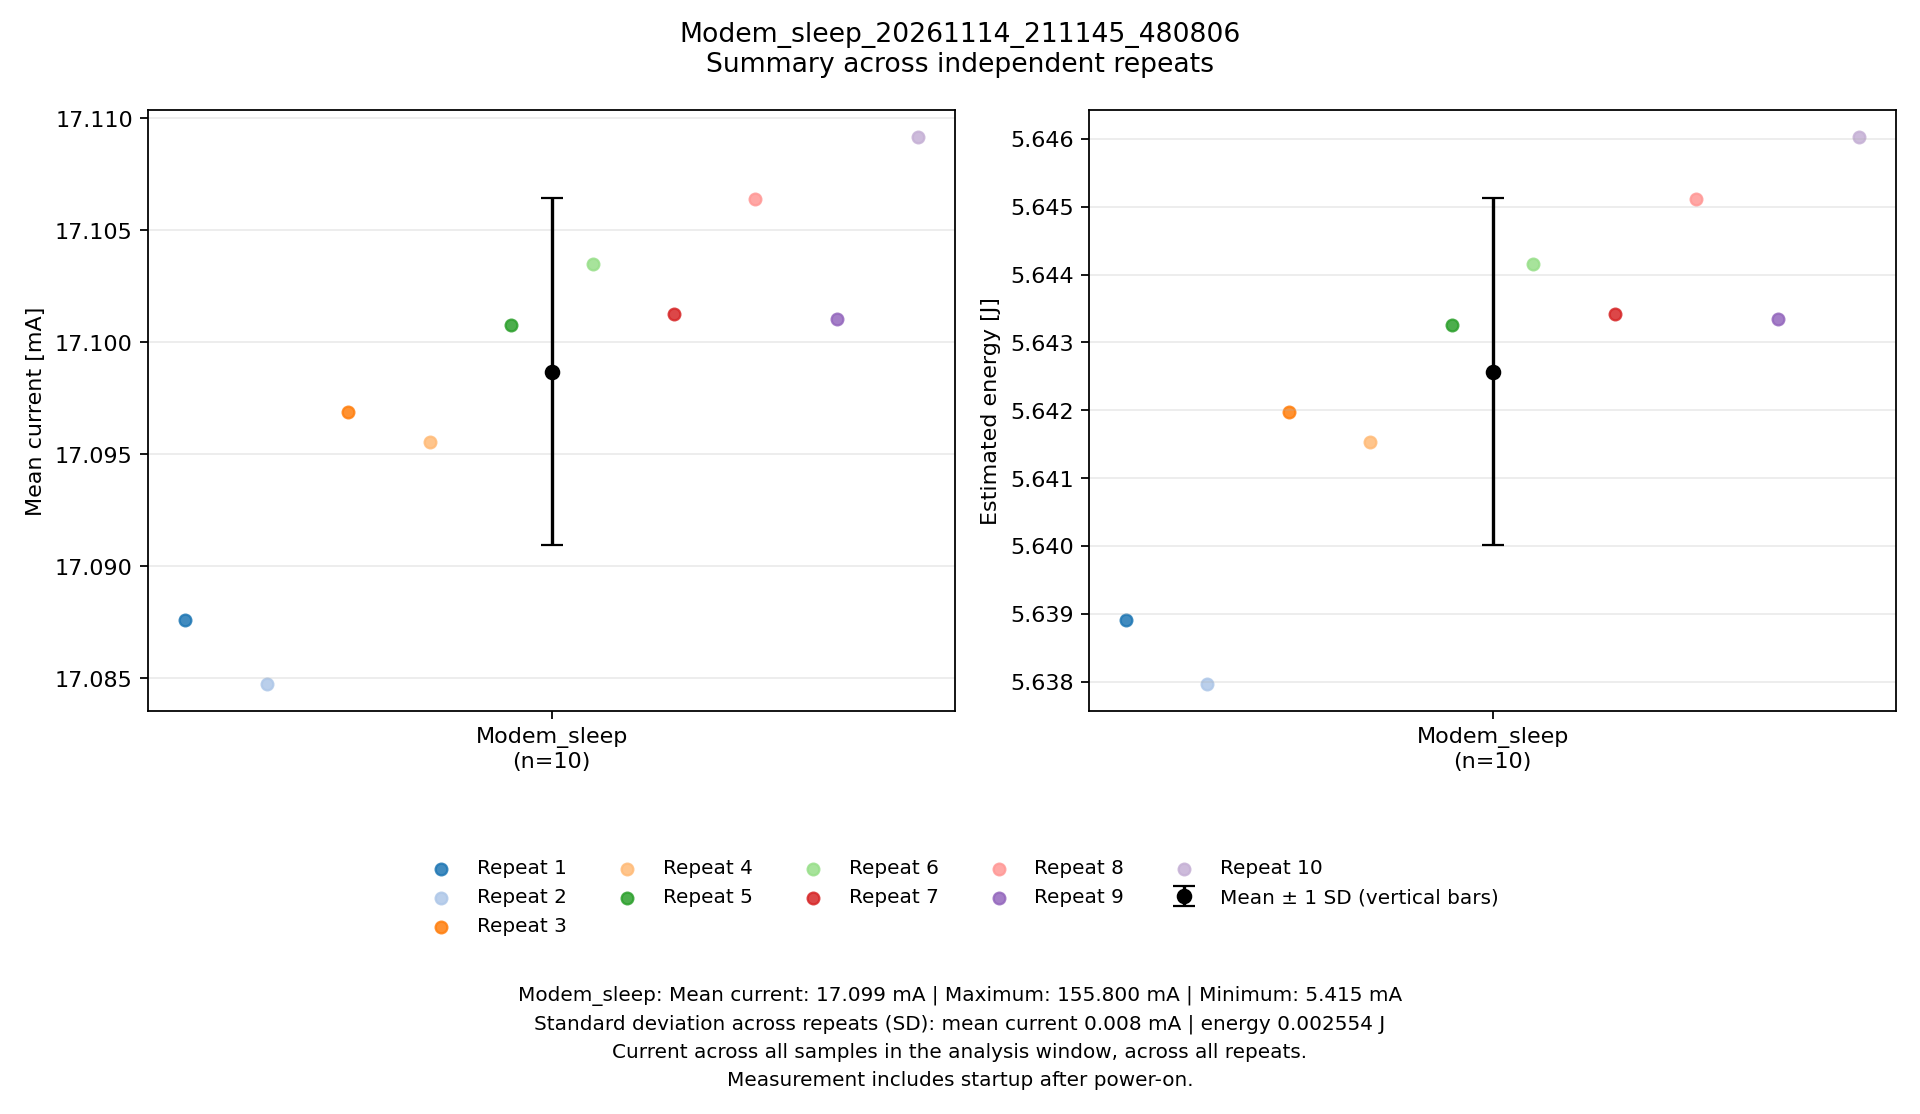 Modem_sleep_20261114_211145_480806
Summary across independent repeats
Mean current [mA]
17.110
17.105
17.100
17.095
17.090
17.085
Modem_sleep
(n=10)
Estimated energy [J]
5.646
5.645
5.644
5.643
5.642
5.641
5.640
5.639
5.638
Modem_sleep
(n=10)
Repeat 1
Repeat 2
Repeat 3
Repeat 4
Repeat 5
Repeat 6
Repeat 7
Repeat 8
Repeat 9
Repeat 10
Mean ± 1 SD (vertical bars)
Modem_sleep: Mean current: 17.099 mA | Maximum: 155.800 mA | Minimum: 5.415 mA
Standard deviation across repeats (SD): mean current 0.008 mA | energy 0.002554 J
Current across all samples in the analysis window, across all repeats.
Measurement includes startup after power-on.